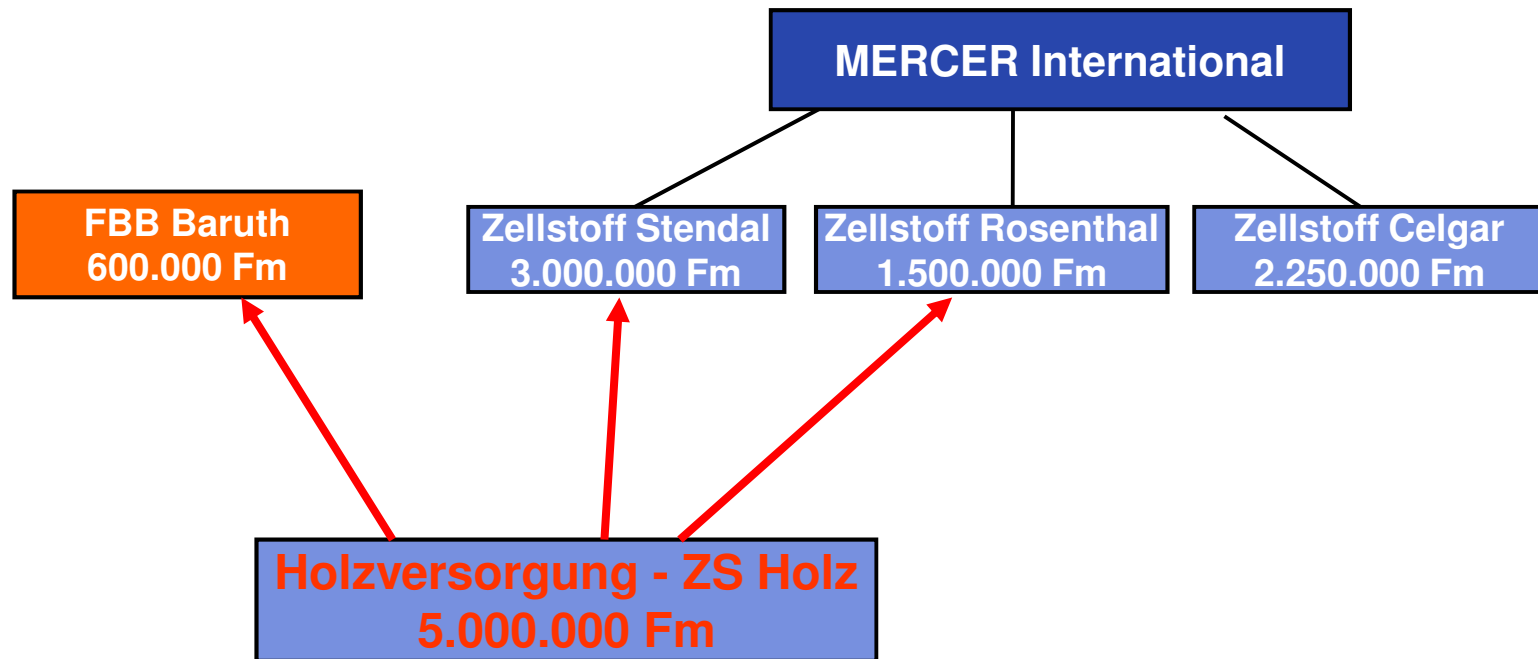 MERCER International
FBB Baruth
600.000 Fm
Zellstoff Stendal
3.000.000 Fm
Zellstoff Rosenthal
1.500.000 Fm
Zellstoff Celgar
2.250.000 Fm
Holzversorgung - ZS Holz
5.000.000 Fm